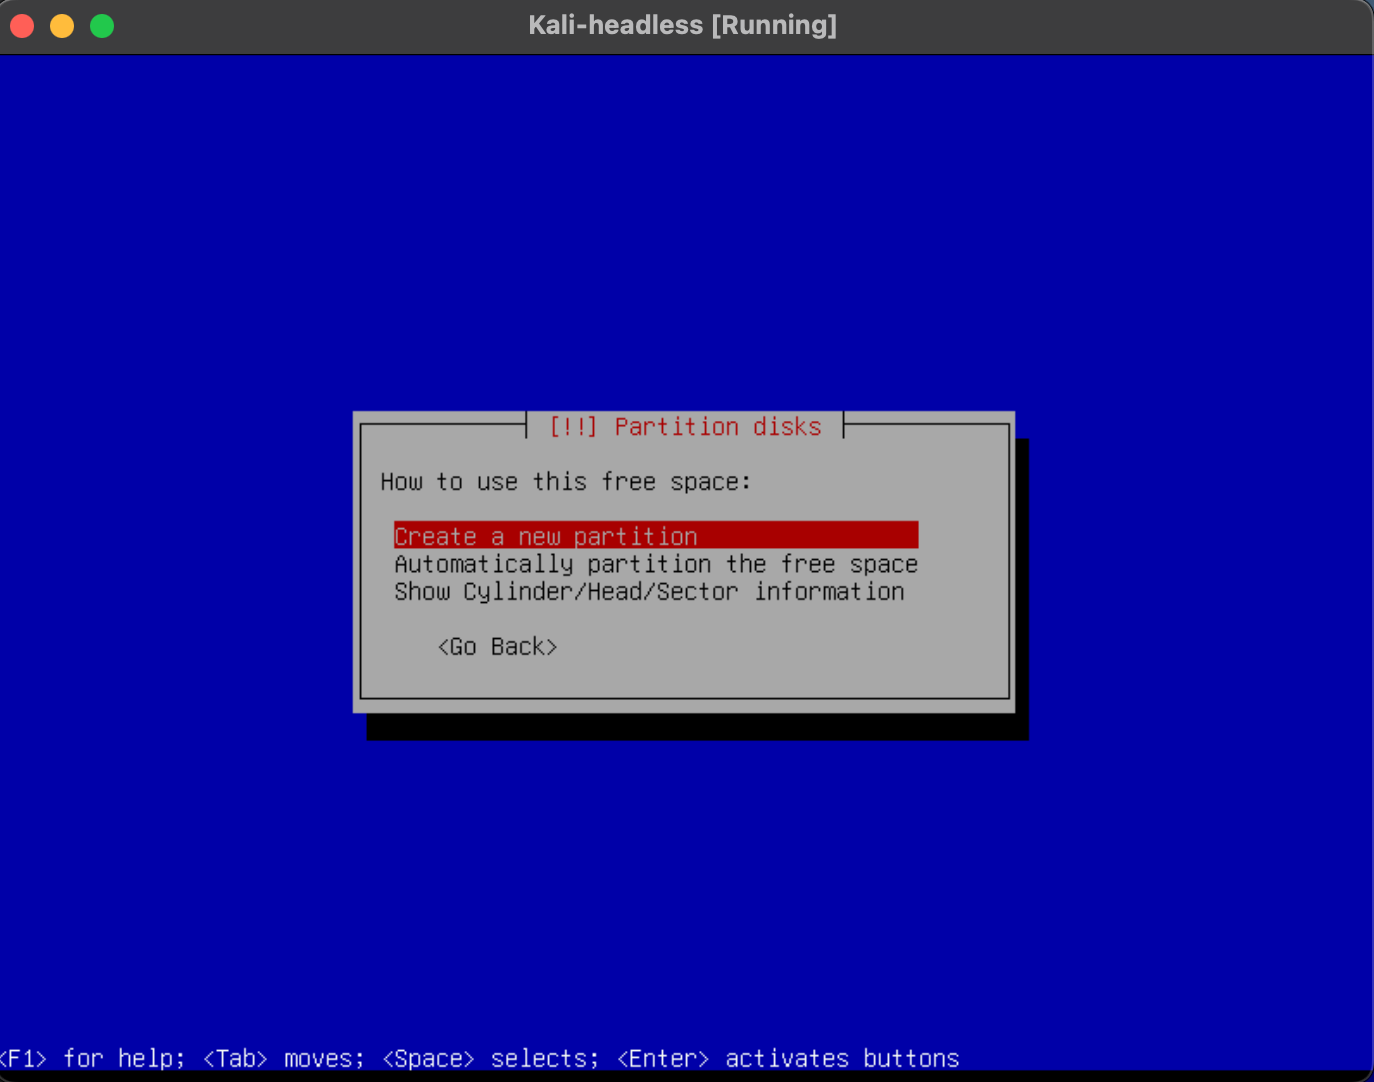 Kali-headless [Running]
[!!] Partition disks
How to use this free space:
Create a new partition
Automatically partition the free space
Show Cylinder/Head/Sector information
<Go Back>
<F1> for help; <Tab> moves; <Space> selects; <Enter> activates buttons